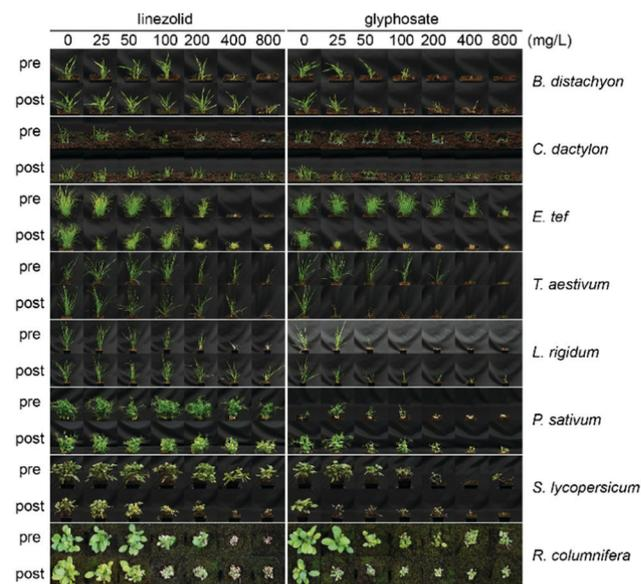 linezolid glyphosate
0 25 50 100 200 400 800 0 25 50 100 200 400 800 (mg/L)
pre
B. distachyon
post
pre
C. dactylon
post
pre
E. tef
post
pre
T. aestivum
post
pre
L. rigidum
post
pre
P. sativum
post
pre
S. lycopersicum
post
pre
R. columnifera
post